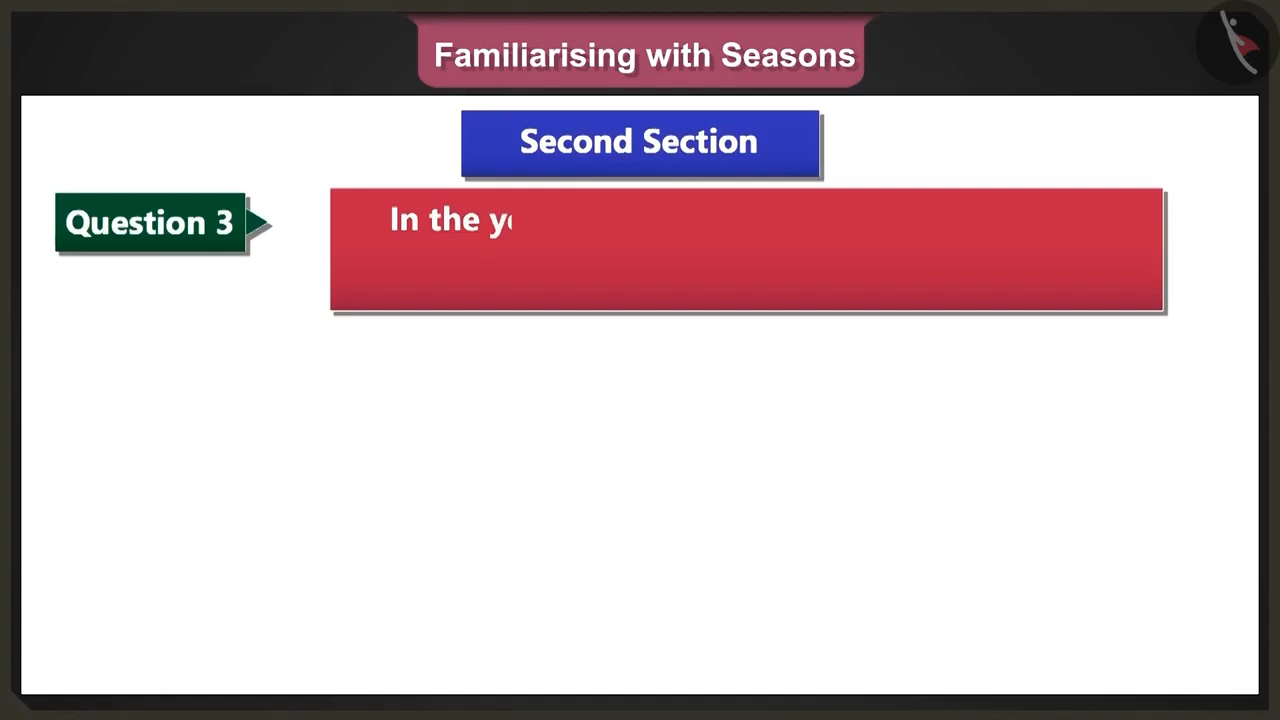 Familiarising with Seasons
Second Section
Question 3
In the